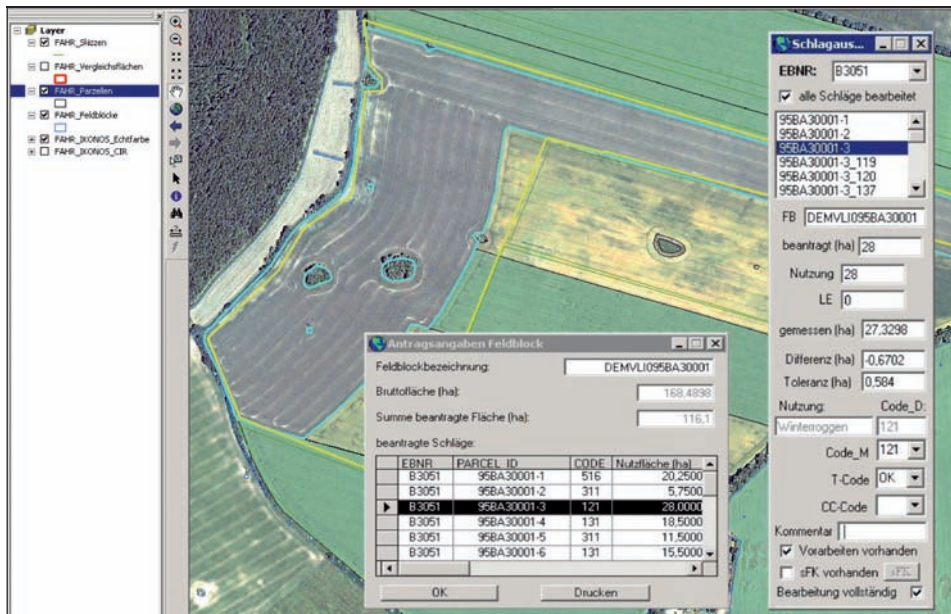 Layer
FAHR_Skizzen
FAHR_Vergleichsflächen
FAHR_Parzellen
FAHR_Feldblöcke
FAHR_IKONOS_Echtfarbe
FAHR_IKONOS_CIR
Antragsangaben Feldblock
Feldblockbezeichnung: DEMVLI095BA30001
Bruttofläche (ha): 168,4898
Summe beantragte Fläche (ha): 116,1
beantragte Schläge:
EBNR PARCEL_ID CODE Nutzfläche (ha)
B3051 95BA30001-1 516 20,2500
B3051 95BA30001-2 311 5,7500
B3051 95BA30001-3 121 28,0000
B3051 95BA30001-4 131 18,5000
B3051 95BA30001-5 311 11,5000
B3051 95BA30001-6 131 15,5000
OK Drucken
Schlagaus...
EBNR: B3051
alle Schläge bearbeitet
95BA30001-1
95BA30001-2
95BA30001-3
95BA30001-3_119
95BA30001-3_120
95BA30001-3_137
FB DEMVLI095BA30001
beantragt (ha) 28
Nutzung 28
LE 0
gemessen (ha) 27,3298
Differenz (ha) -0,6702
Toleranz (ha) 0,584
Nutzung: Code_D:
Winterroggen 121
Code_M 121
T-Code OK
CC-Code
Kommentar
Vorarbeiten vorhanden
sFK vorhanden sFK
Bearbeitung vollständig